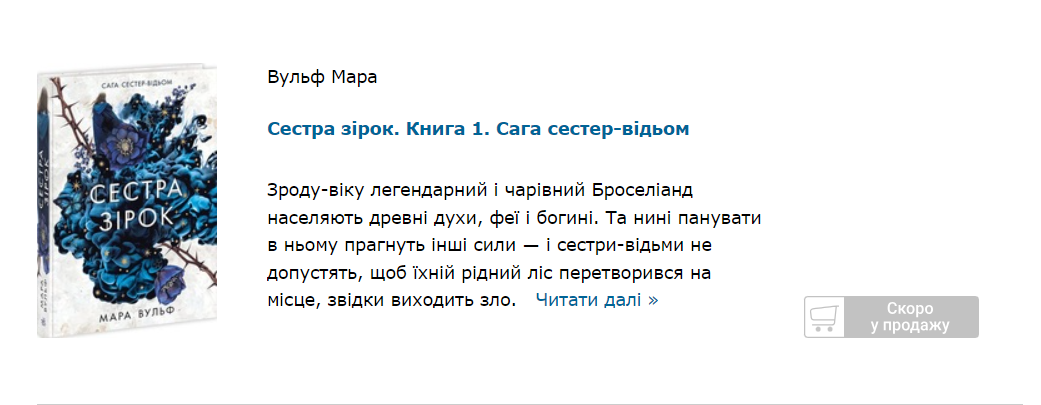 САГА СЕСТЕР-ВІДЬОМ
СЕСТРА
ЗІРОК
МАРА ВУЛЬФ
СЕСТРА
ЗІРОК
МАРА
ВУЛЬФ
Вульф Мара
Сестра зірок. Книга 1. Сага сестер-відьом
Зроду-віку легендарний і чарівний Броселіанд
населяють древні духи, феї і богині. Та нині панувати
в ньому прагнуть інші сили — і сестри-відьми не
допустять, щоб їхній рідний ліс перетворився на
місце, звідки виходить зло. Читати далі »
Скоро
у продажу